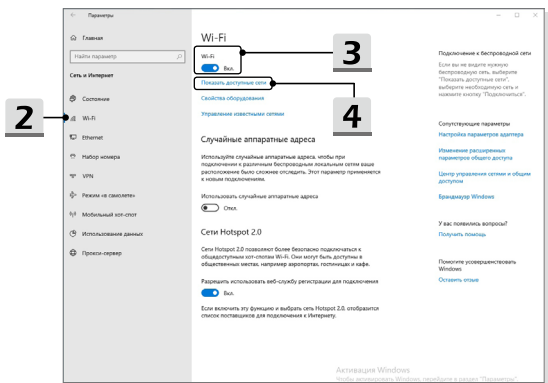 Параметры
Главная
Найти параметр
Сеть и Интернет
Состояние
2
Wi-Fi
Ethernet
Набор номера
VPN
Режим «в самолете»
Мобильный хот-спот
Использование данных
Прокси-сервер
Wi-Fi
Wi-Fi
3
Вкл.
Показать доступные сети
4
Свойства оборудования
Управление известными сетями
Случайные аппаратные адреса
Используйте случайные аппаратные адреса, чтобы при
подключении к различным беспроводным локальным сетям ваше
расположение было сложнее отследить. Этот параметр применяется
к новым подключениям.
Использовать случайные аппаратные адреса
Откл.
Сети Hotspot 2.0
Сети Hotspot 2.0 позволяют более безопасно подключаться к
общедоступным хот-спотам Wi-Fi. Они могут быть доступны в
общественных местах, например аэропортах, гостиницах и кафе.
Разрешить использовать веб-службу регистрации для подключения
Вкл.
Если включить эту функцию и выбрать сеть Hotspot 2.0, отобразится
список поставщиков для подключения к Интернету.
Подключение к беспроводной сети
Если вы не видите нужную
беспроводную сеть, выберите
"Показать доступные сети",
выберите необходимую сеть и
нажмите кнопку "Подключиться".
Сопутствующие параметры
Настройка параметров адаптера
Изменение расширенных
параметров общего доступа
Центр управления сетями и общим
доступом
Брандмауэр Windows
У вас появились вопросы?
Получить помощь
Помогите усовершенствовать
Windows
Оставить отзыв
Активация Windows
Чтобы активировать Windows, перейдите в раздел "Параметры".